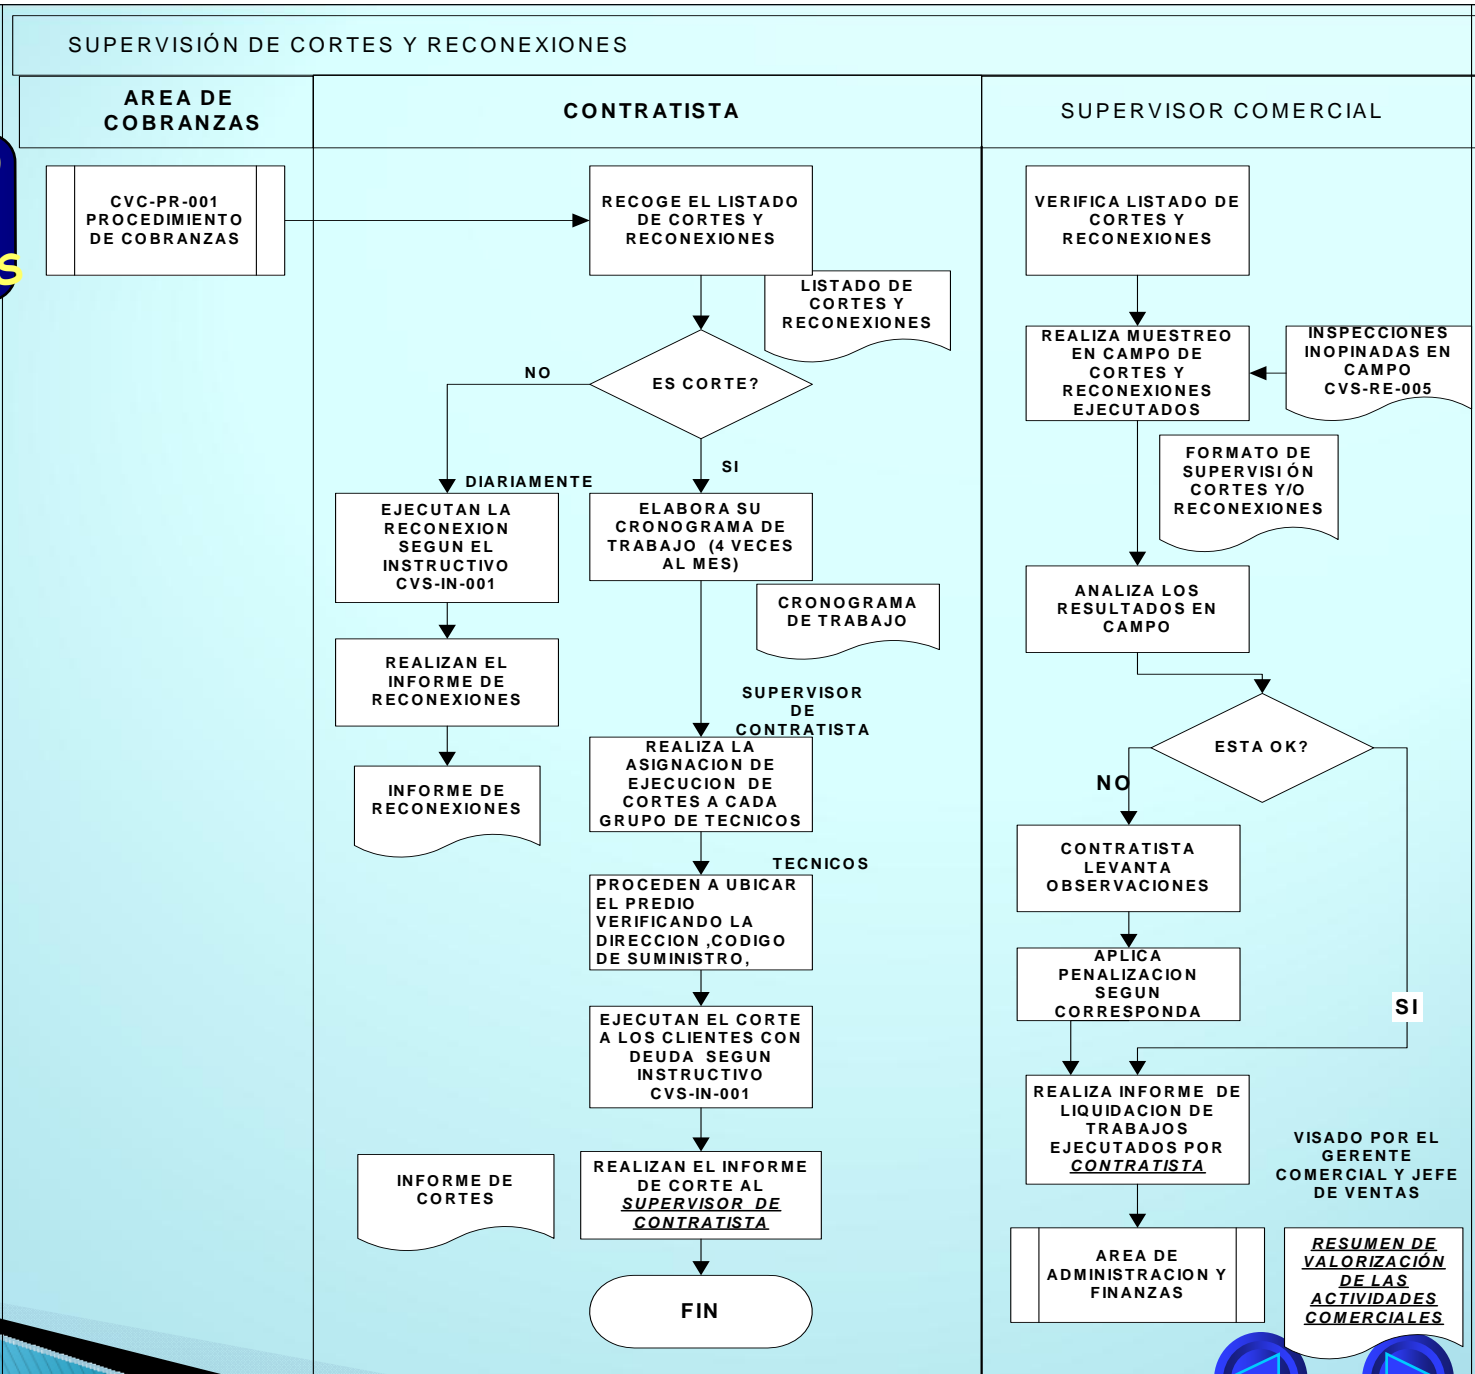 SUPERVISIÓN DE CORTES Y RECONEXIONES
AREA DE
COBRANZAS
CONTRATISTA
SUPERVISOR COMERCIAL
CVC-PR-001
PROCEDIMIENTO
DE COBRANZAS
RECOGE EL LISTADO
DE CORTES Y
RECONEXIONES
LISTADO DE
CORTES Y
RECONEXIONES
ES CORTE?
NO
SI
DIARIAMENTE
EJECUTAN LA
RECONEXION
SEGUN EL
INSTRUCTIVO
CVS-IN-001
REALIZAN EL
INFORME DE
RECONEXIONES
INFORME DE
RECONEXIONES
ELABORA SU
CRONOGRAMA DE
TRABAJO (4 VECES
AL MES)
CRONOGRAMA
DE TRABAJO
SUPERVISOR
DE
CONTRATISTA
REALIZA LA
ASIGNACION DE
EJECUCION DE
CORTES A CADA
GRUPO DE TECNICOS
TECNICOS
PROCEDEN A UBICAR
EL PREDIO
VERIFICANDO LA
DIRECCION ,CODIGO
DE SUMINISTRO,
EJECUTAN EL CORTE
A LOS CLIENTES CON
DEUDA SEGUN
INSTRUCTIVO
CVS-IN-001
REALIZAN EL INFORME
DE CORTE AL
SUPERVISOR DE
CONTRATISTA
INFORME DE
CORTES
FIN
VERIFICA LISTADO DE
CORTES Y
RECONEXIONES
REALIZA MUESTREO
EN CAMPO DE
CORTES Y
RECONEXIONES
EJECUTADOS
INSPECCIONES
INOPINADAS EN
CAMPO
CVS-RE-005
FORMATO DE
SUPERVISI ÓN
CORTES Y/O
RECONEXIONES
ANALIZA LOS
RESULTADOS EN
CAMPO
ESTA OK?
NO
CONTRATISTA
LEVANTA
OBSERVACIONES
APLICA
PENALIZACION
SEGUN
CORRESPONDA
SI
REALIZA INFORME DE
LIQUIDACION DE
TRABAJOS
EJECUTADOS POR
CONTRATISTA
VISADO POR EL
GERENTE
COMERCIAL Y JEFE
DE VENTAS
AREA DE
ADMINISTRACION Y
FINANZAS
RESUMEN DE
VALORIZACIÓN
DE LAS
ACTIVIDADES
COMERCIALES